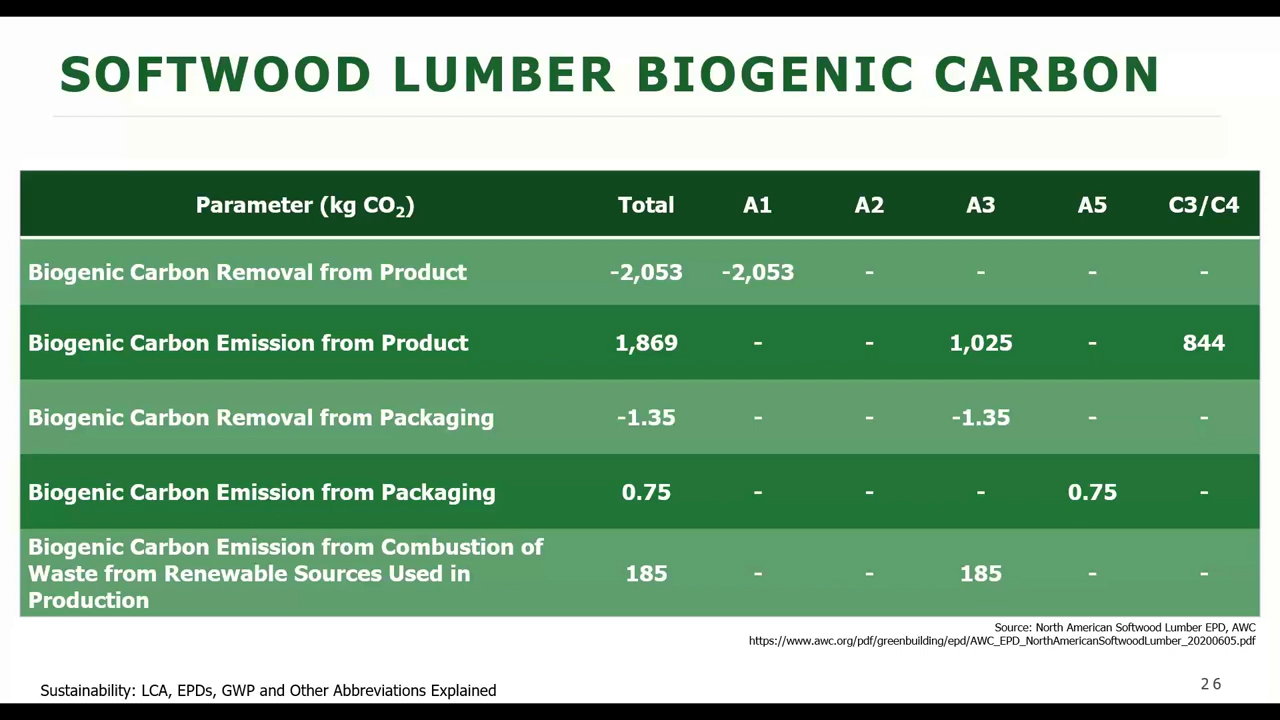 SOFTWOOD LUMBER BIOGENIC CARBON
Parameter (kg CO₂) Total A1 A2 A3 A5 C3/C4
Biogenic Carbon Removal from Product -2,053 -2,053 - - - -
Biogenic Carbon Emission from Product 1,869 - - 1,025 - 844
Biogenic Carbon Removal from Packaging -1.35 - - -1.35 - -
Biogenic Carbon Emission from Packaging 0.75 - - - 0.75 -
Biogenic Carbon Emission from Combustion of
Waste from Renewable Sources Used in 185 - - 185 - -
Production
Source: North American Softwood Lumber EPD, AWC
https://www.awc.org/pdf/greenbuilding/epd/AWC_EPD_NorthAmericanSoftwoodLumber_20200605.pdf
Sustainability: LCA, EPDs, GWP and Other Abbreviations Explained
26